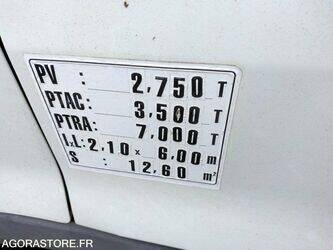 PV : 2,750 T
PTAC : 3,500 T
PTRA : 7,000 T
l.L : 2,10 x 6,00 m
S : 12,60 m²
AGORASTORE.FR